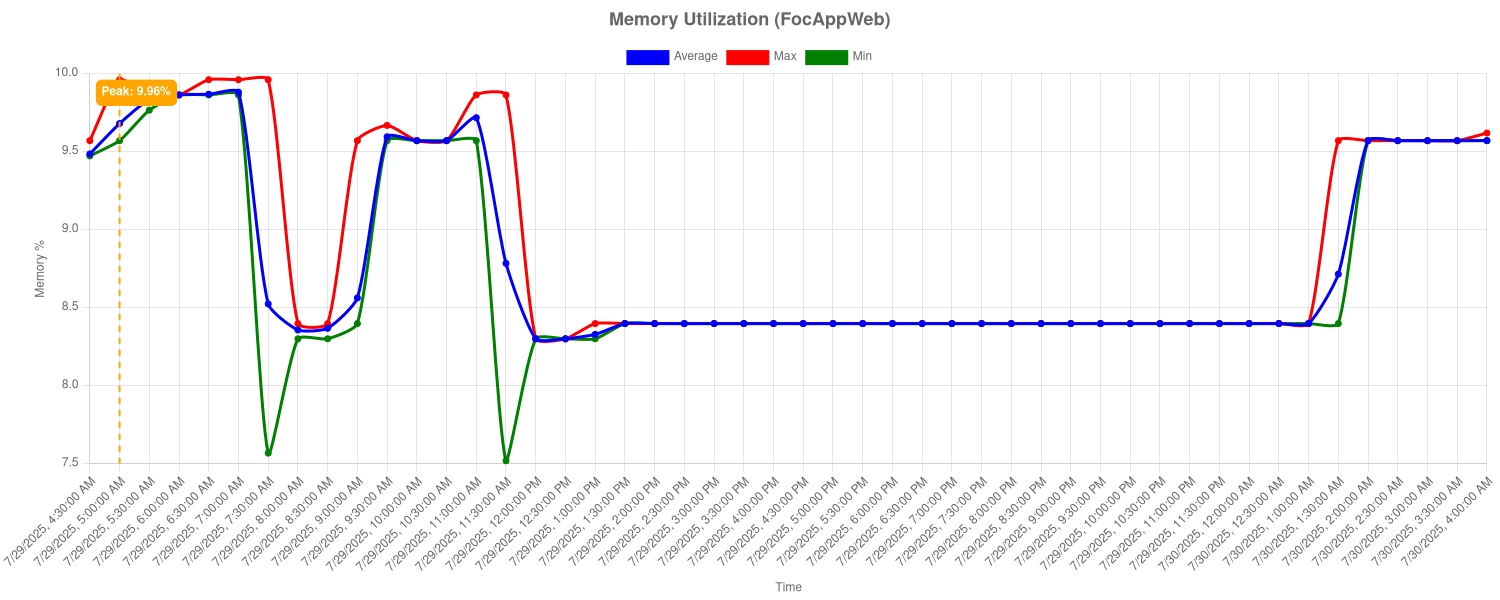 Memory Utilization (FocAppWeb)
Average Max Min
Peak: 9.96%
10.0
9.5
9.0
8.5
8.0
7.5
Memory %
7/29/2025, 4:30:00 AM
7/29/2025, 5:00:00 AM
7/29/2025, 5:30:00 AM
7/29/2025, 6:00:00 AM
7/29/2025, 6:30:00 AM
7/29/2025, 7:00:00 AM
7/29/2025, 7:30:00 AM
7/29/2025, 8:00:00 AM
7/29/2025, 8:30:00 AM
7/29/2025, 9:00:00 AM
7/29/2025, 9:30:00 AM
7/29/2025, 10:00:00 AM
7/29/2025, 10:30:00 AM
7/29/2025, 11:00:00 AM
7/29/2025, 11:30:00 AM
7/29/2025, 12:00:00 PM
7/29/2025, 12:30:00 PM
7/29/2025, 1:00:00 PM
7/29/2025, 1:30:00 PM
7/29/2025, 2:00:00 PM
7/29/2025, 2:30:00 PM
7/29/2025, 3:00:00 PM
7/29/2025, 3:30:00 PM
7/29/2025, 4:00:00 PM
7/29/2025, 4:30:00 PM
7/29/2025, 5:00:00 PM
7/29/2025, 5:30:00 PM
7/29/2025, 6:00:00 PM
7/29/2025, 6:30:00 PM
7/29/2025, 7:00:00 PM
7/29/2025, 7:30:00 PM
7/29/2025, 8:00:00 PM
7/29/2025, 8:30:00 PM
7/29/2025, 9:00:00 PM
7/29/2025, 9:30:00 PM
7/29/2025, 10:00:00 PM
7/29/2025, 10:30:00 PM
7/29/2025, 11:00:00 PM
7/29/2025, 11:30:00 PM
7/30/2025, 12:00:00 AM
7/30/2025, 12:30:00 AM
7/30/2025, 1:00:00 AM
7/30/2025, 1:30:00 AM
7/30/2025, 2:00:00 AM
7/30/2025, 2:30:00 AM
7/30/2025, 3:00:00 AM
7/30/2025, 3:30:00 AM
7/30/2025, 4:00:00 AM
Time